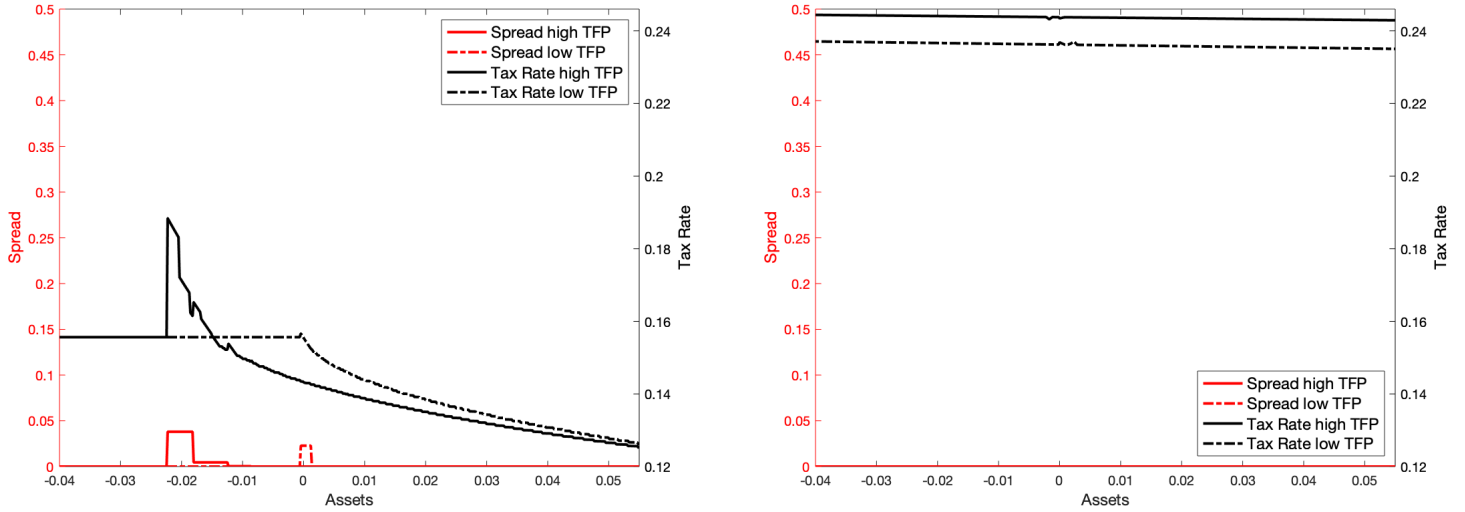 0.5
0.45
0.4
0.35
0.3
0.25
0.2
0.15
0.1
0.05
0
Spread
Spread high TFP
Spread low TFP
Tax Rate high TFP
Tax Rate low TFP
0.24
0.22
0.2
0.18
0.16
0.14
0.12
Tax Rate
-0.04 -0.03 -0.02 -0.01 0 0.01 0.02 0.03 0.04 0.05
Assets
0.5
0.45
0.4
0.35
0.3
0.25
0.2
0.15
0.1
0.05
0
Spread
Spread high TFP
Spread low TFP
Tax Rate high TFP
Tax Rate low TFP
0.24
0.22
0.2
0.18
0.16
0.14
0.12
Tax Rate
-0.04 -0.03 -0.02 -0.01 0 0.01 0.02 0.03 0.04 0.05
Assets